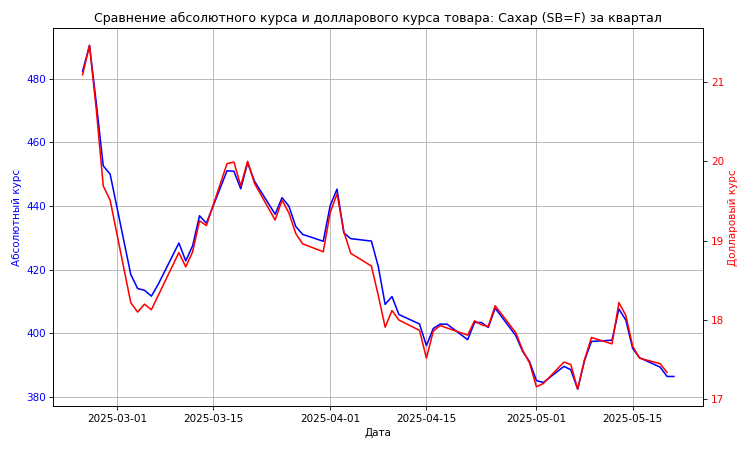 Сравнение абсолютного курса и долларового курса товара: Сахар (SB=F) за квартал
Абсолютный курс
480
460
440
420
400
380
21
20
19
18
17
Долларовый курс
2025-03-01 2025-03-15 2025-04-01 2025-04-15 2025-05-01 2025-05-15
Дата